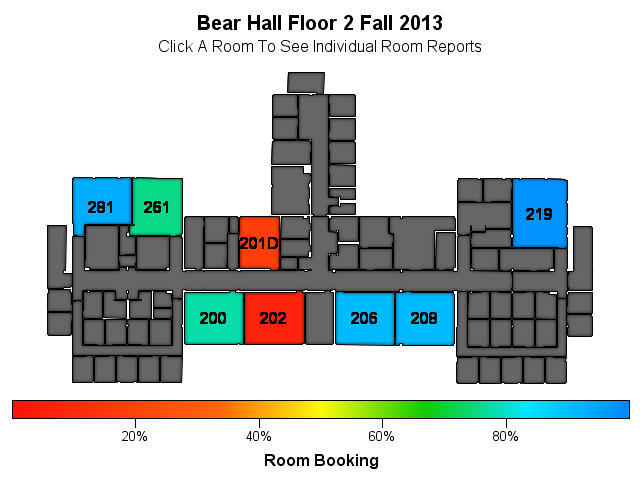 Bear Hall Floor 2 Fall 2013
Click A Room To See Individual Room Reports
281
261
219
201D
200
202
206
208
20%
40%
60%
80%
Room Booking